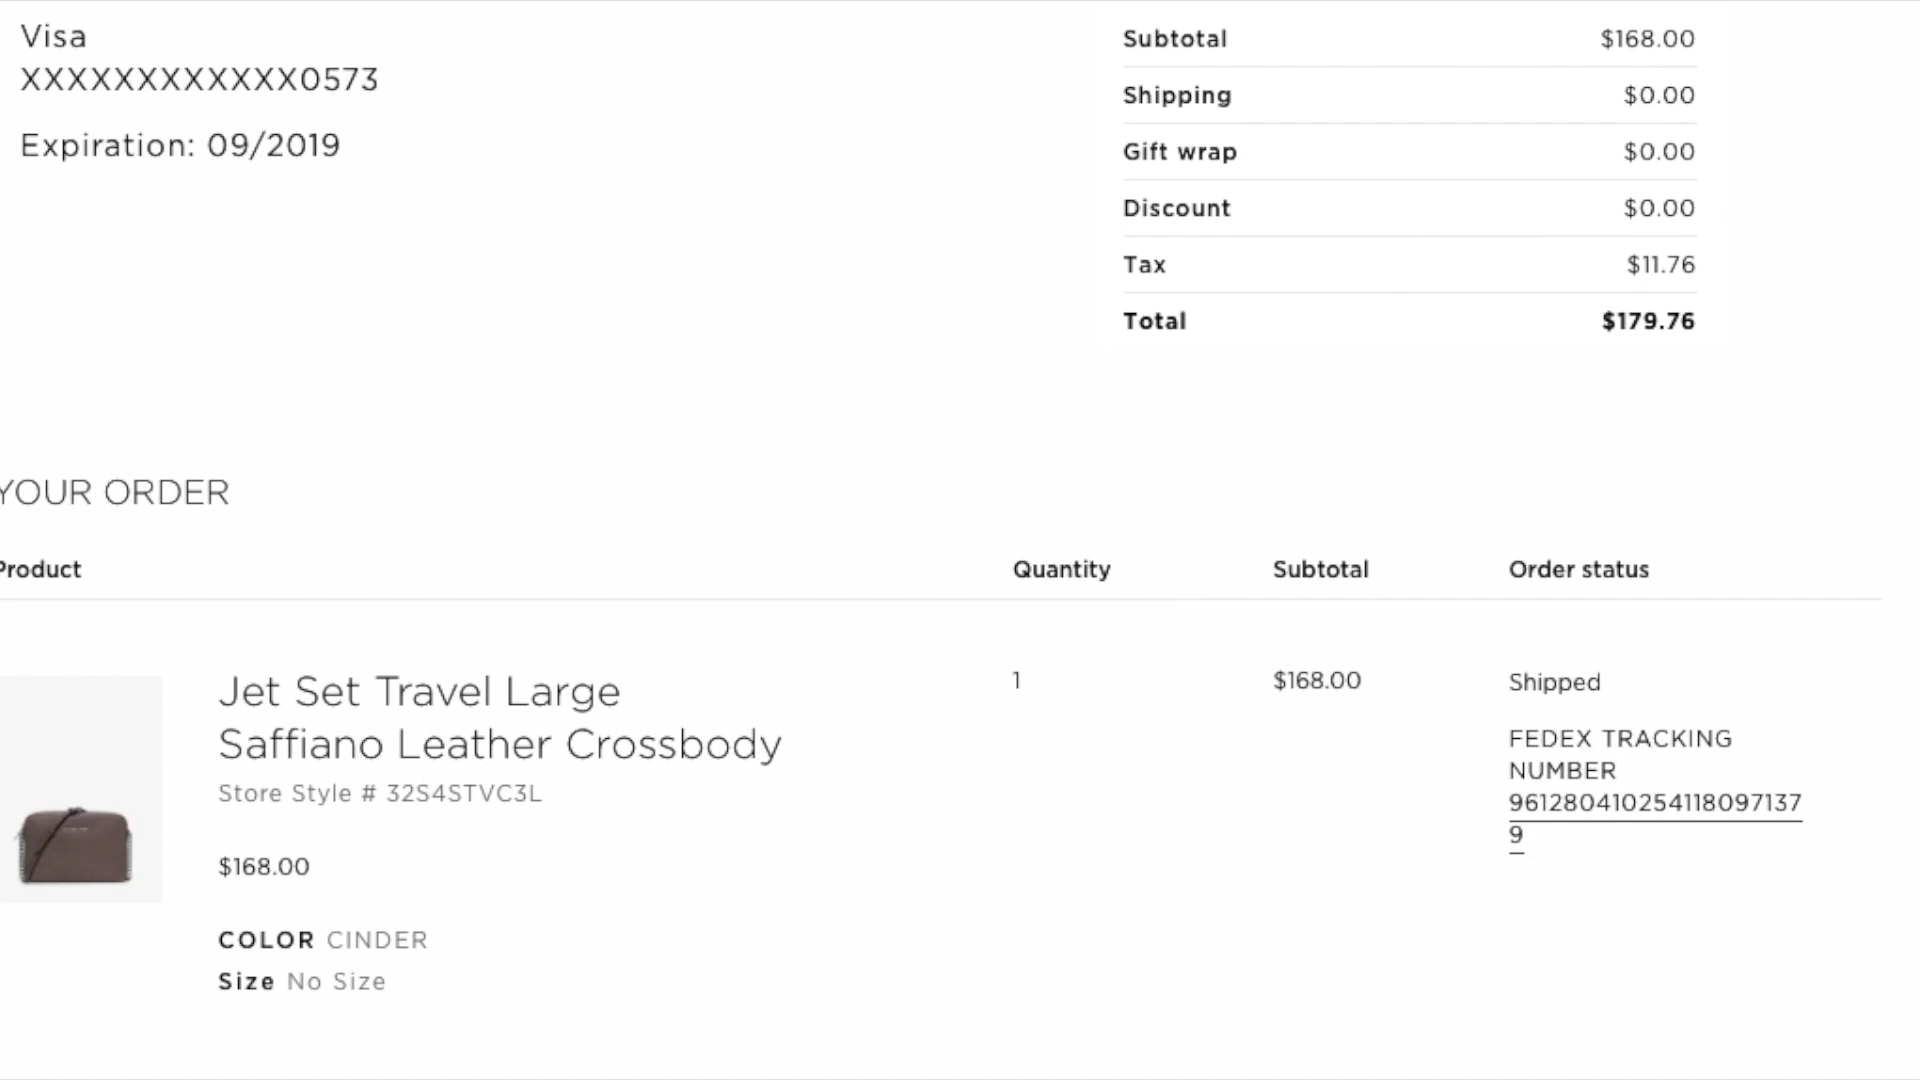 Visa
XXXXXXXXXXXX0573
Expiration: 09/2019
Subtotal $168.00
Shipping $0.00
Gift wrap $0.00
Discount $0.00
Tax $11.76
Total $179.76
YOUR ORDER
Product Quantity Subtotal Order status
Jet Set Travel Large
Saffiano Leather Crossbody
Store Style # 32S4STVC3L
$168.00
COLOR CINDER
Size No Size
1
$168.00
Shipped
FEDEX TRACKING
NUMBER
961280410254118097137
9